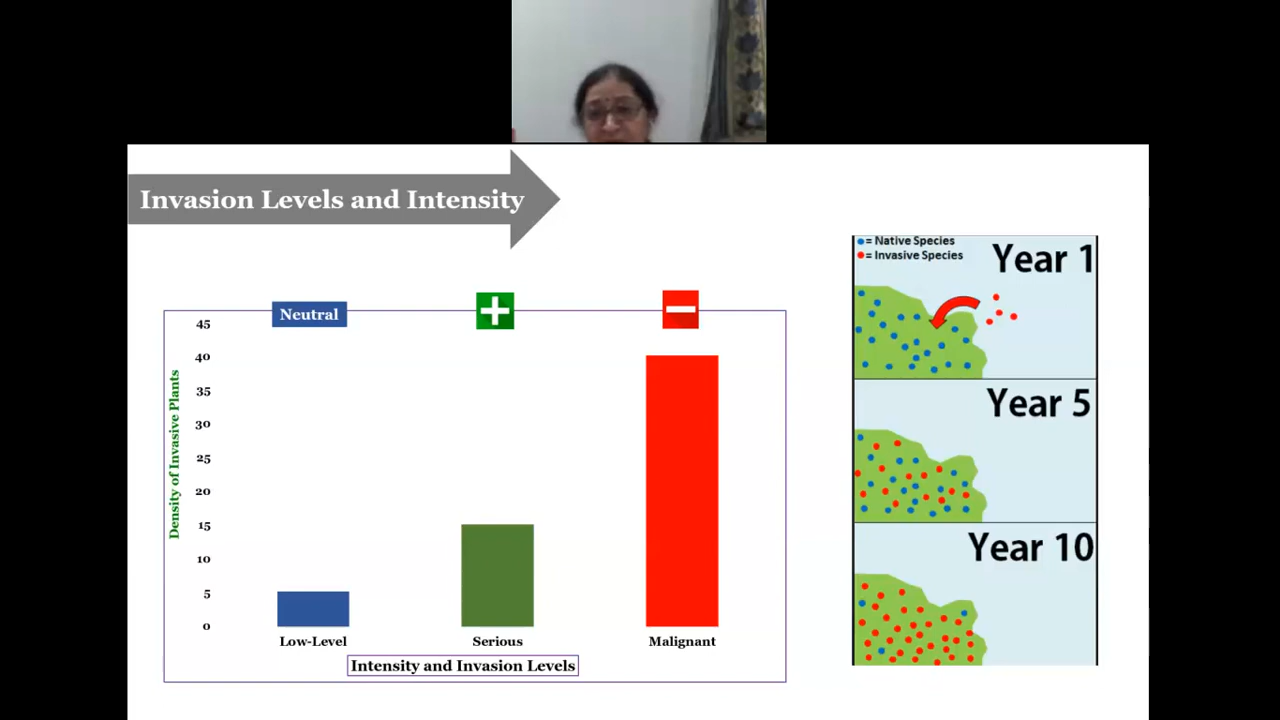 Invasion Levels and Intensity
Neutral
45
40
35
30
25
20
15
10
5
0
Density of Invasive Plants
Low-Level
Serious
Malignant
Intensity and Invasion Levels
= Native Species
= Invasive Species
Year 1
Year 5
Year 10